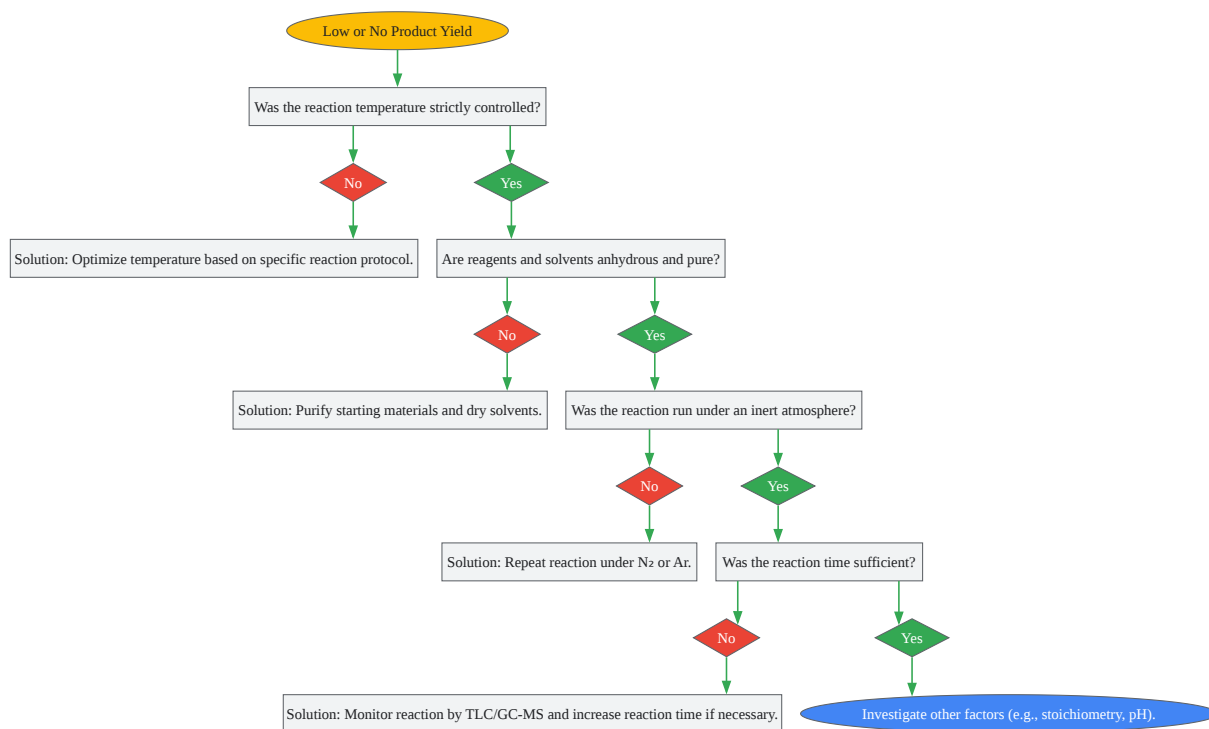 Low or No Product Yield
Was the reaction temperature strictly controlled?
No
Yes
Solution: Optimize temperature based on specific reaction protocol.
Are reagents and solvents anhydrous and pure?
No
Yes
Solution: Purify starting materials and dry solvents.
Was the reaction run under an inert atmosphere?
No
Yes
Solution: Repeat reaction under N₂ or Ar.
Was the reaction time sufficient?
No
Yes
Solution: Monitor reaction by TLC/GC-MS and increase reaction time if necessary.
Investigate other factors (e.g., stoichiometry, pH).